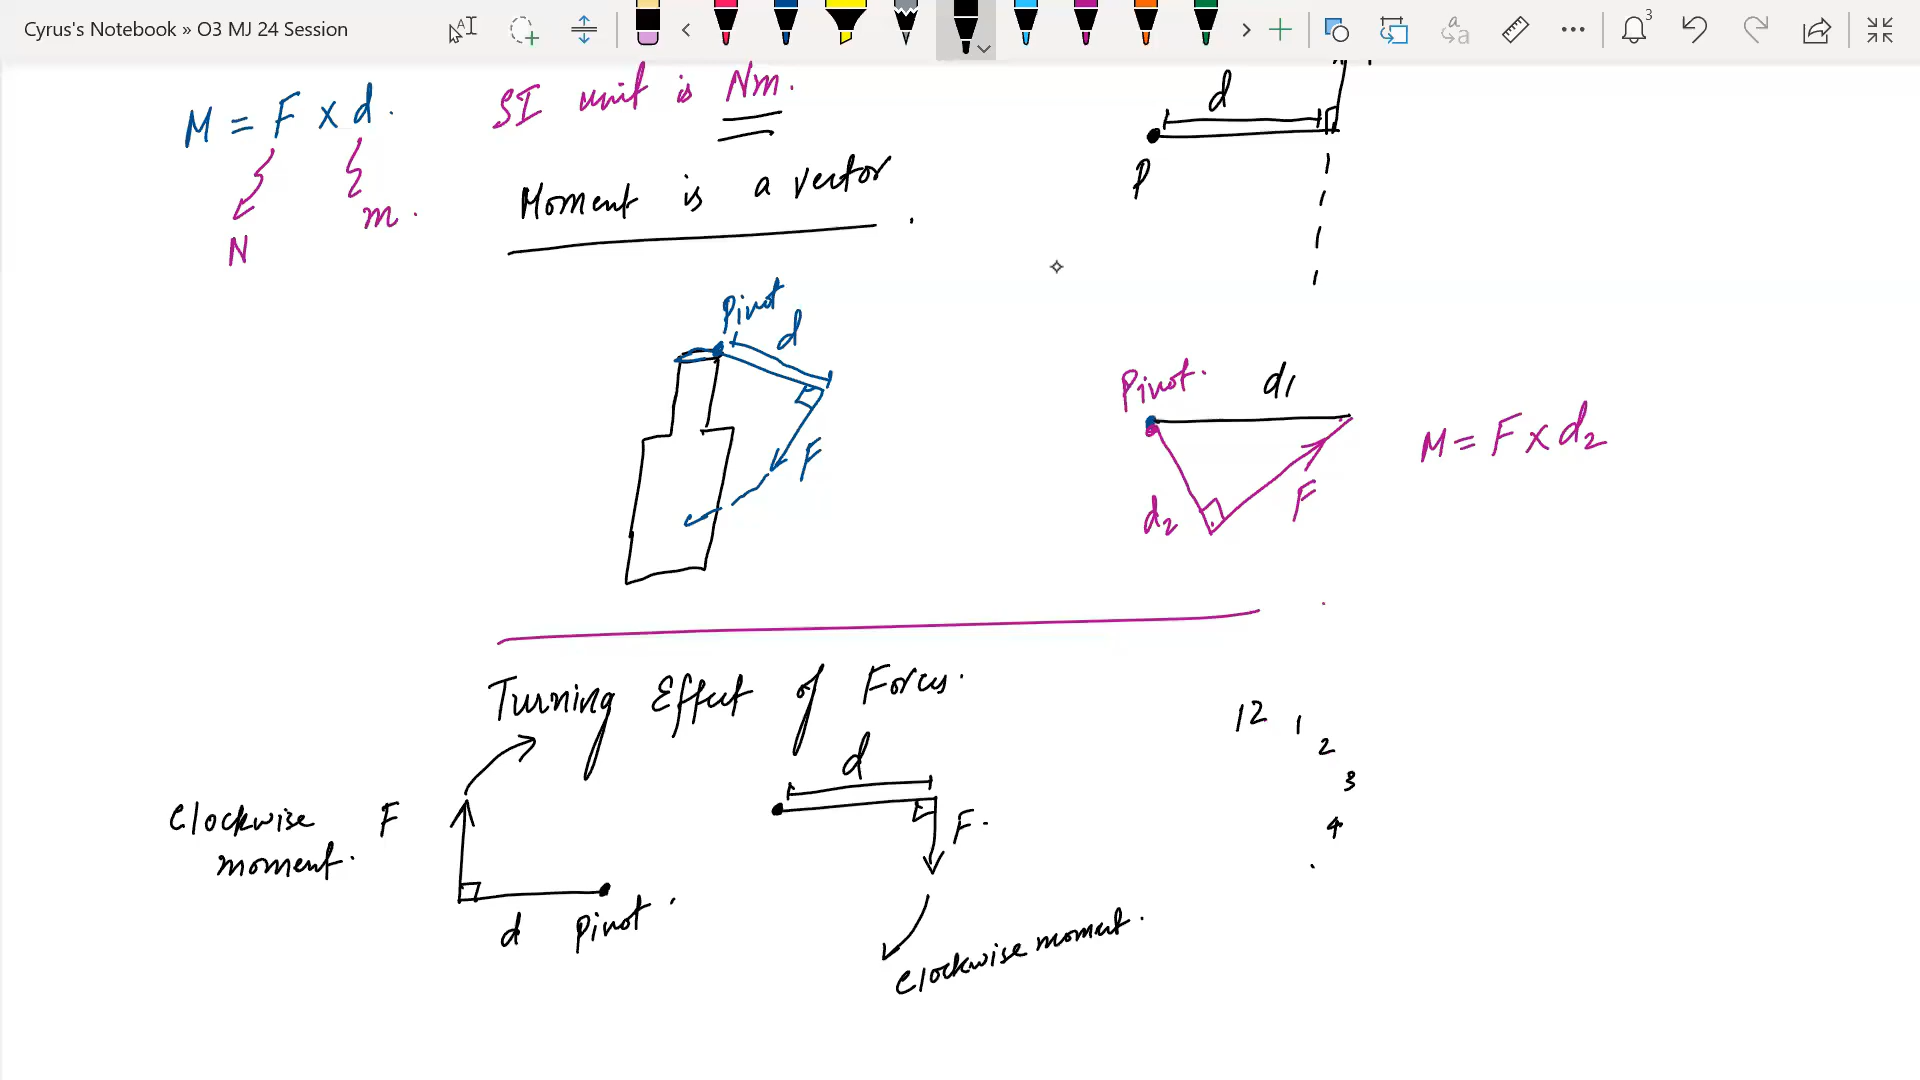 Cyrus's Notebook » O3 MJ 24 Session
3
M = F x d.
SI unit is Nm.
N
m.
Moment is a vector.
d
P
Pivot
d
F
Pivot.
d1
d2
F
M = F x d2
Turning Effect of Forces.
Clockwise
moment.
F
d
Pivot.
d
F.
Clockwise moment.
12 1
2
3
4